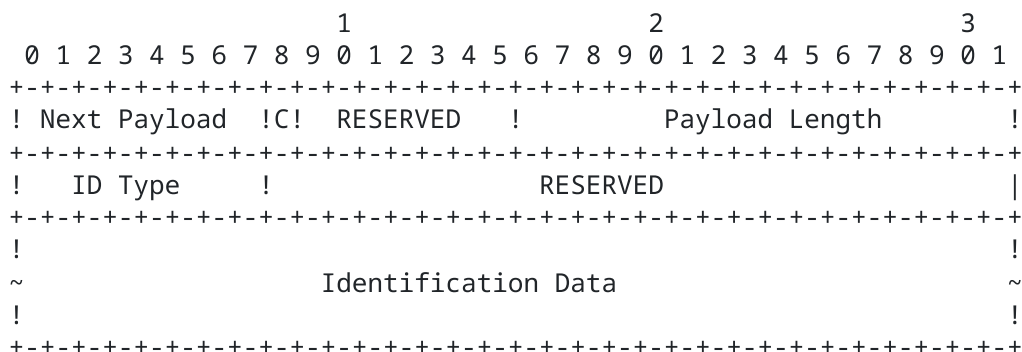 1                   2                   3
 0 1 2 3 4 5 6 7 8 9 0 1 2 3 4 5 6 7 8 9 0 1 2 3 4 5 6 7 8 9 0 1
+-+-+-+-+-+-+-+-+-+-+-+-+-+-+-+-+-+-+-+-+-+-+-+-+-+-+-+-+-+-+-+-+
! Next Payload  !C!  RESERVED   !         Payload Length        !
+-+-+-+-+-+-+-+-+-+-+-+-+-+-+-+-+-+-+-+-+-+-+-+-+-+-+-+-+-+-+-+-+
!   ID Type     !                 RESERVED                      |
+-+-+-+-+-+-+-+-+-+-+-+-+-+-+-+-+-+-+-+-+-+-+-+-+-+-+-+-+-+-+-+-+
!                                                               !
~                   Identification Data                         ~
!                                                               !
+-+-+-+-+-+-+-+-+-+-+-+-+-+-+-+-+-+-+-+-+-+-+-+-+-+-+-+-+-+-+-+-+